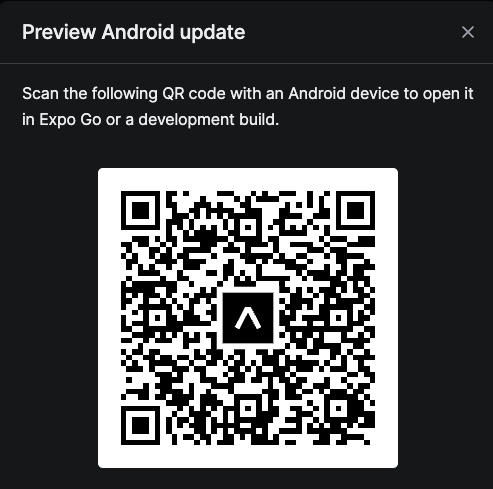 Preview Android update
Scan the following QR code with an Android device to open it
in Expo Go or a development build.